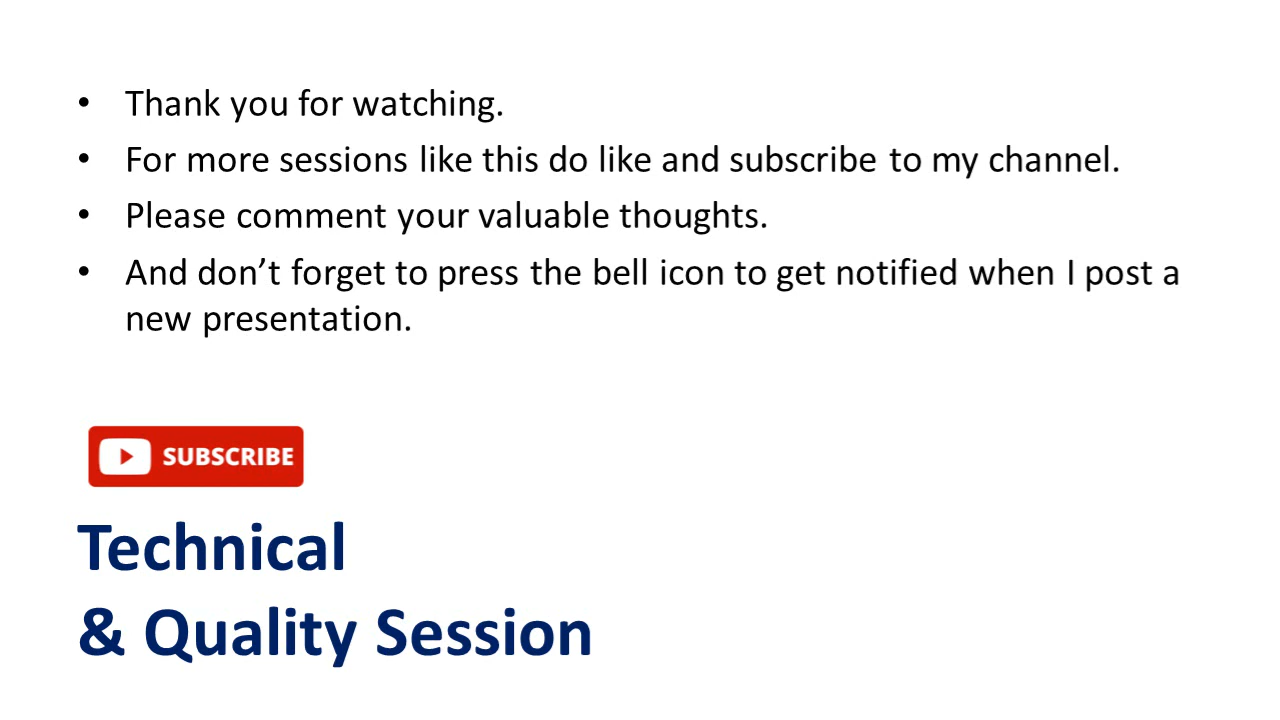 • Thank you for watching.
• For more sessions like this do like and subscribe to my channel.
• Please comment your valuable thoughts.
• And don’t forget to press the bell icon to get notified when I post a
new presentation.
SUBSCRIBE
Technical
& Quality Session